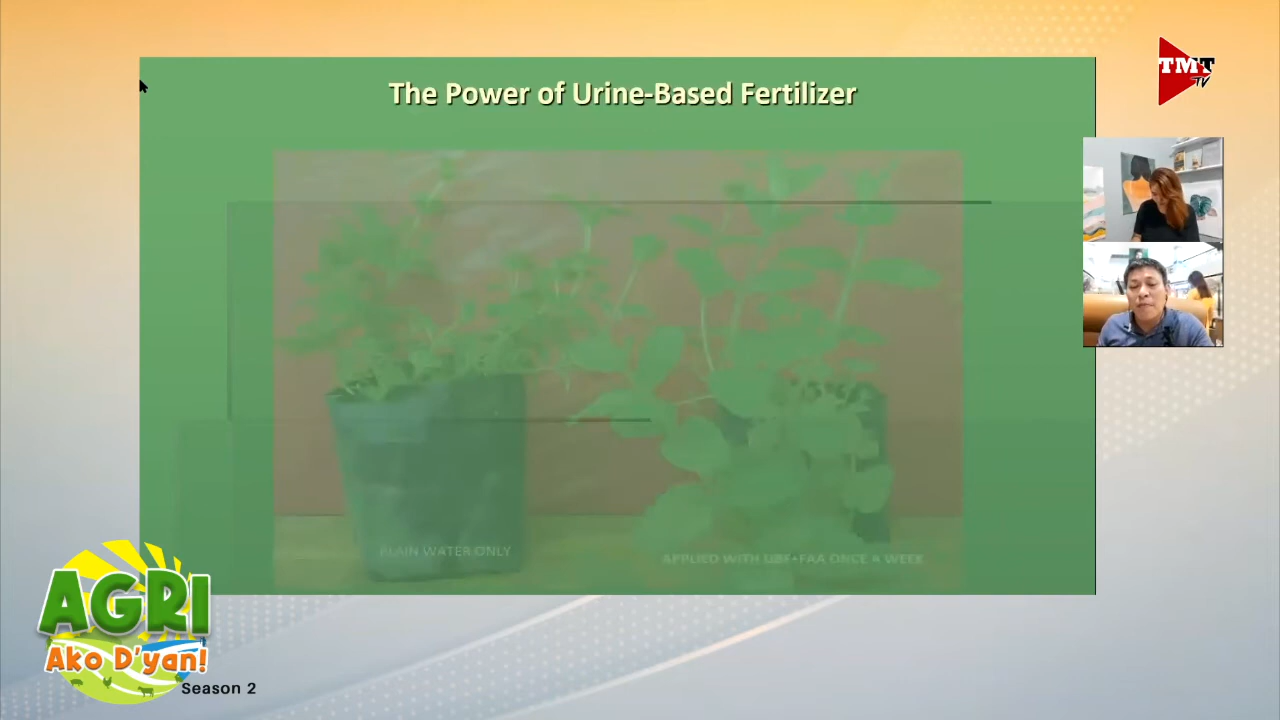 The Power of Urine-Based Fertilizer
TMT
TV
PLAIN WATER ONLY
APPLIED WITH UBF+FAA ONCE A WEEK
AGRI
Ako D'yan!
Season 2